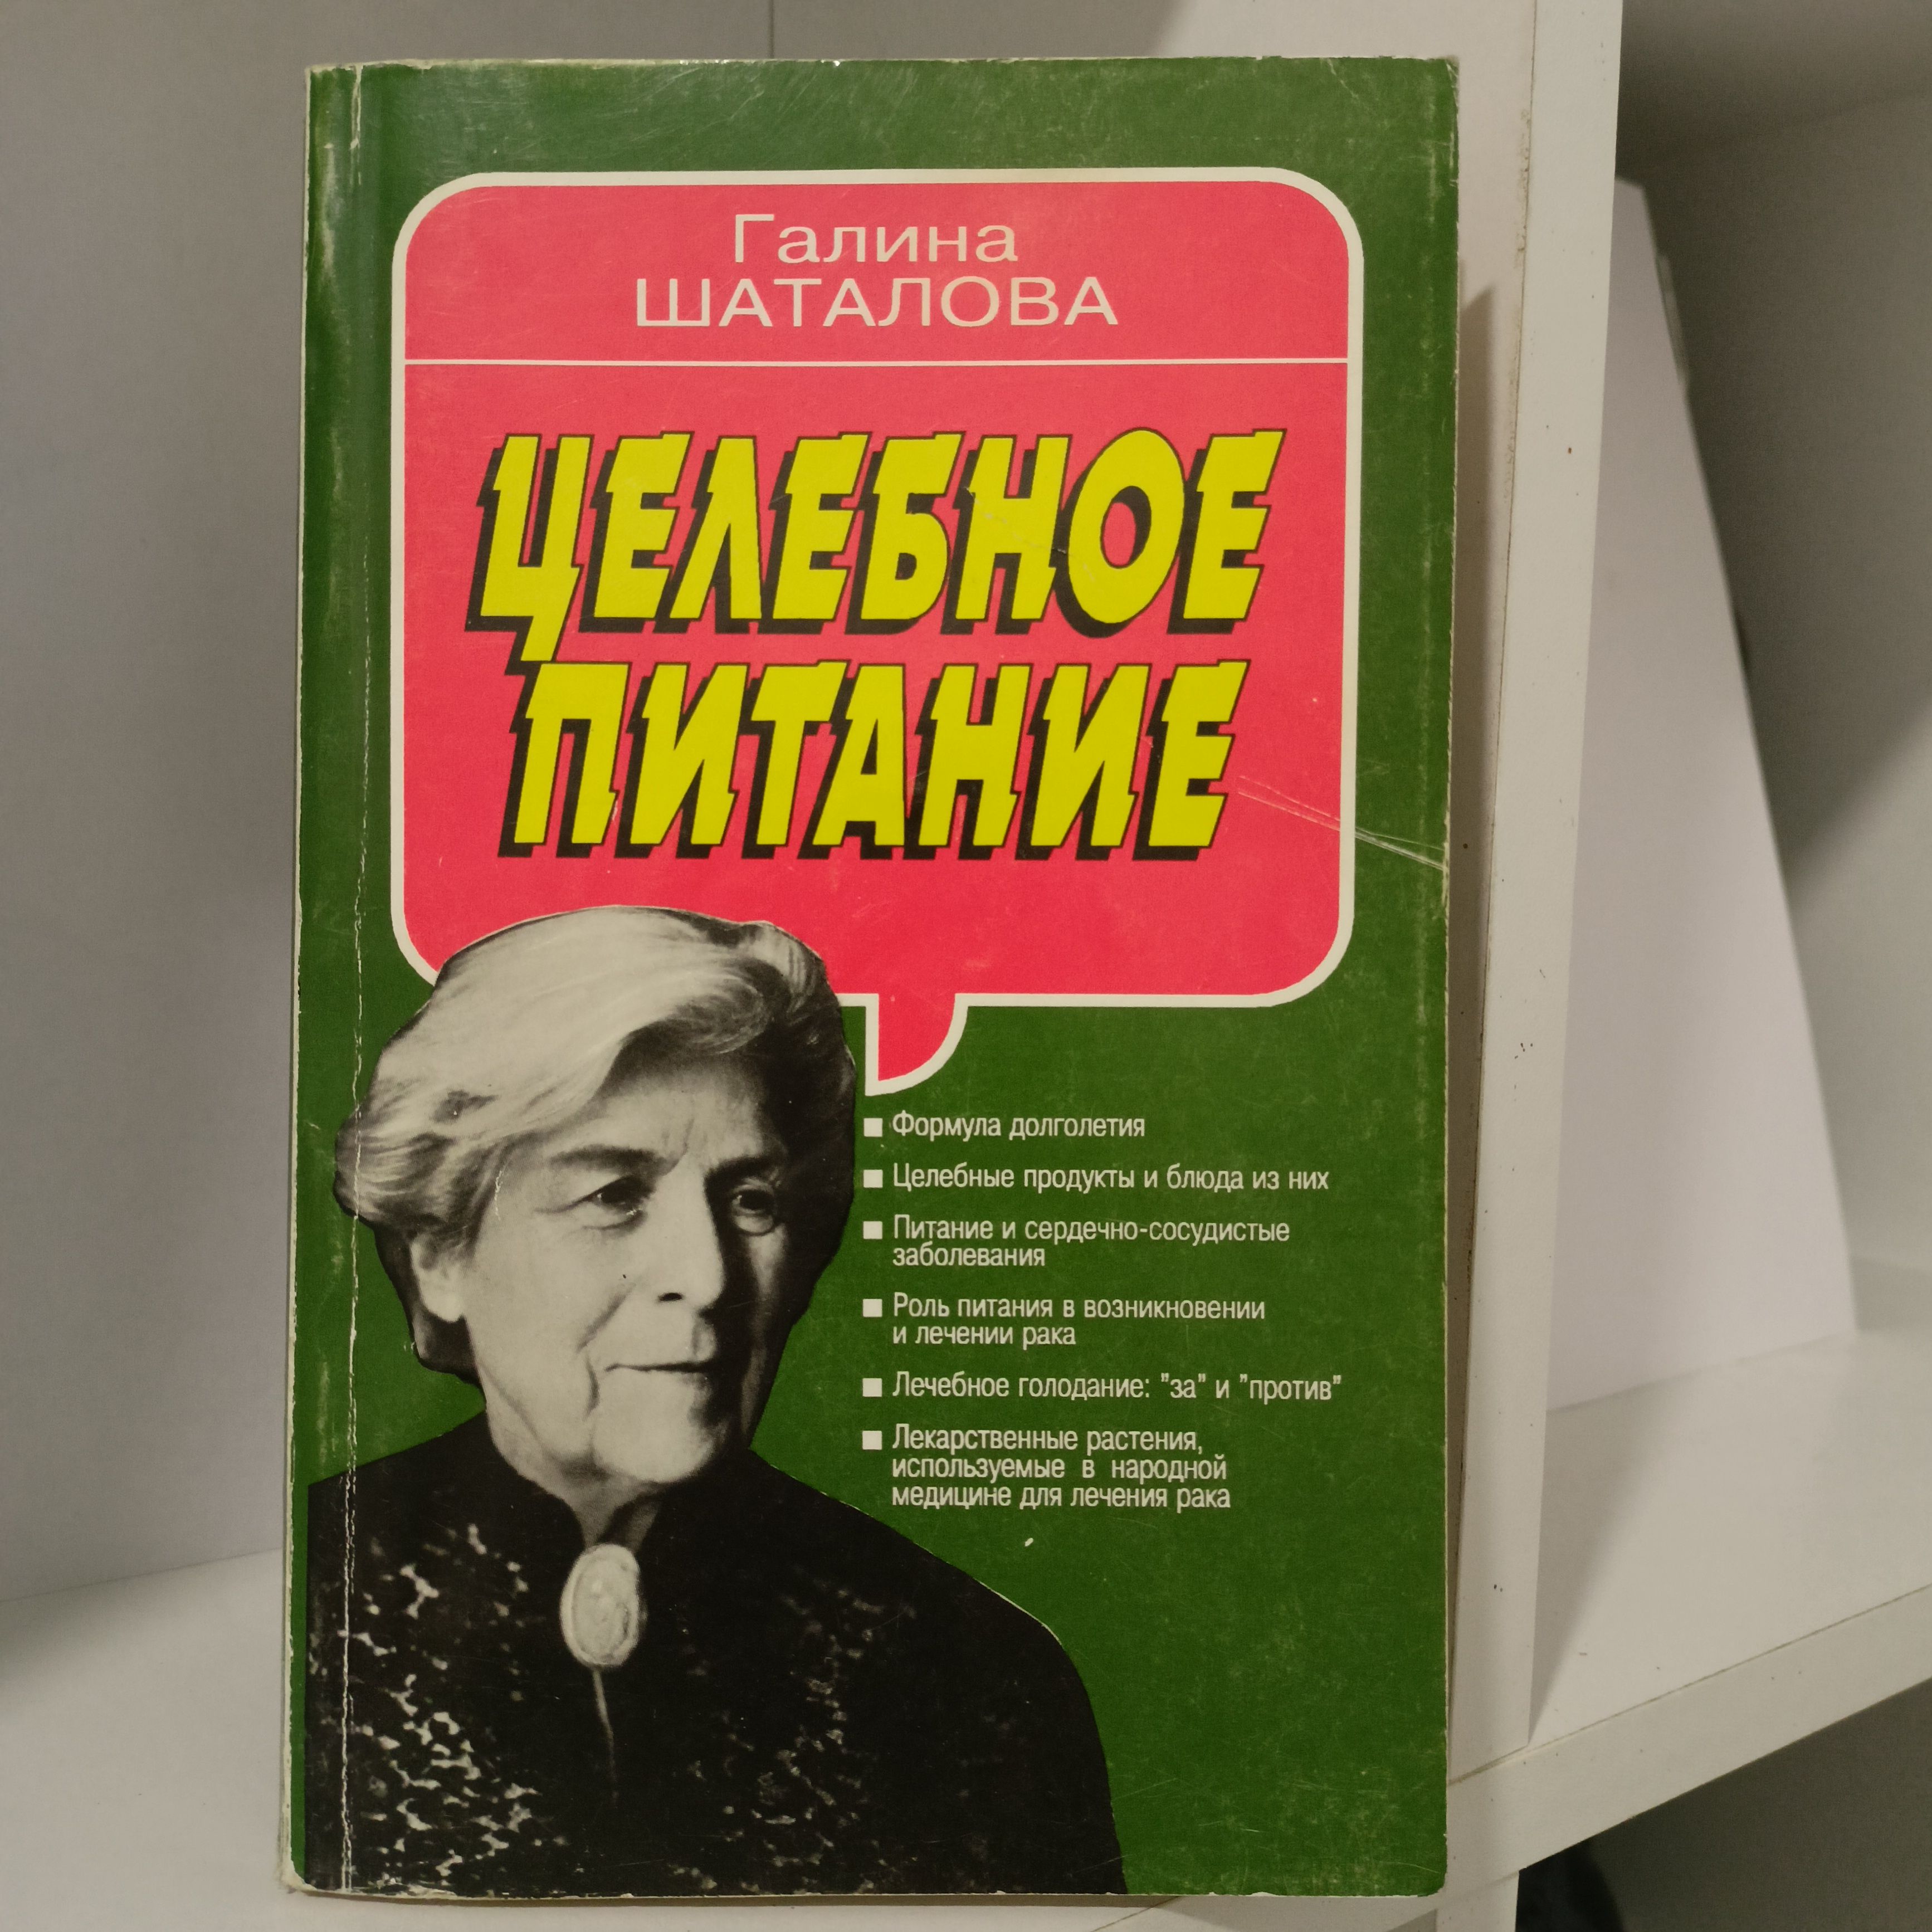 Галина
ШАТАЛОВА
ЦЕЛЕБНОЕ
ПИТАНИЕ
■ Формула долголетия
■ Целебные продукты и блюда из них
■ Питание и сердечно-сосудистые
заболевания
■ Роль питания в возникновении
и лечении рака
■ Лечебное голодание: "за" и "против"
■ Лекарственные растения,
используемые в народной
медицине для лечения рака